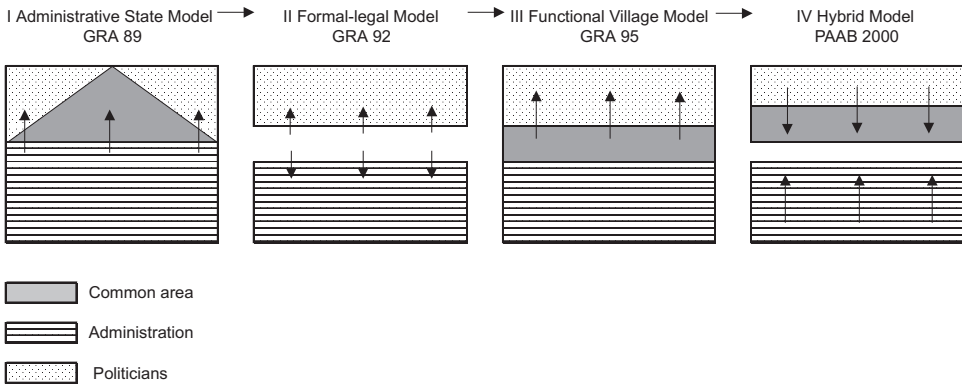 I Administrative State Model
GRA 89
II Formal-legal Model
GRA 92
III Functional Village Model
GRA 95
IV Hybrid Model
PAAB 2000
Common area
Administration
Politicians